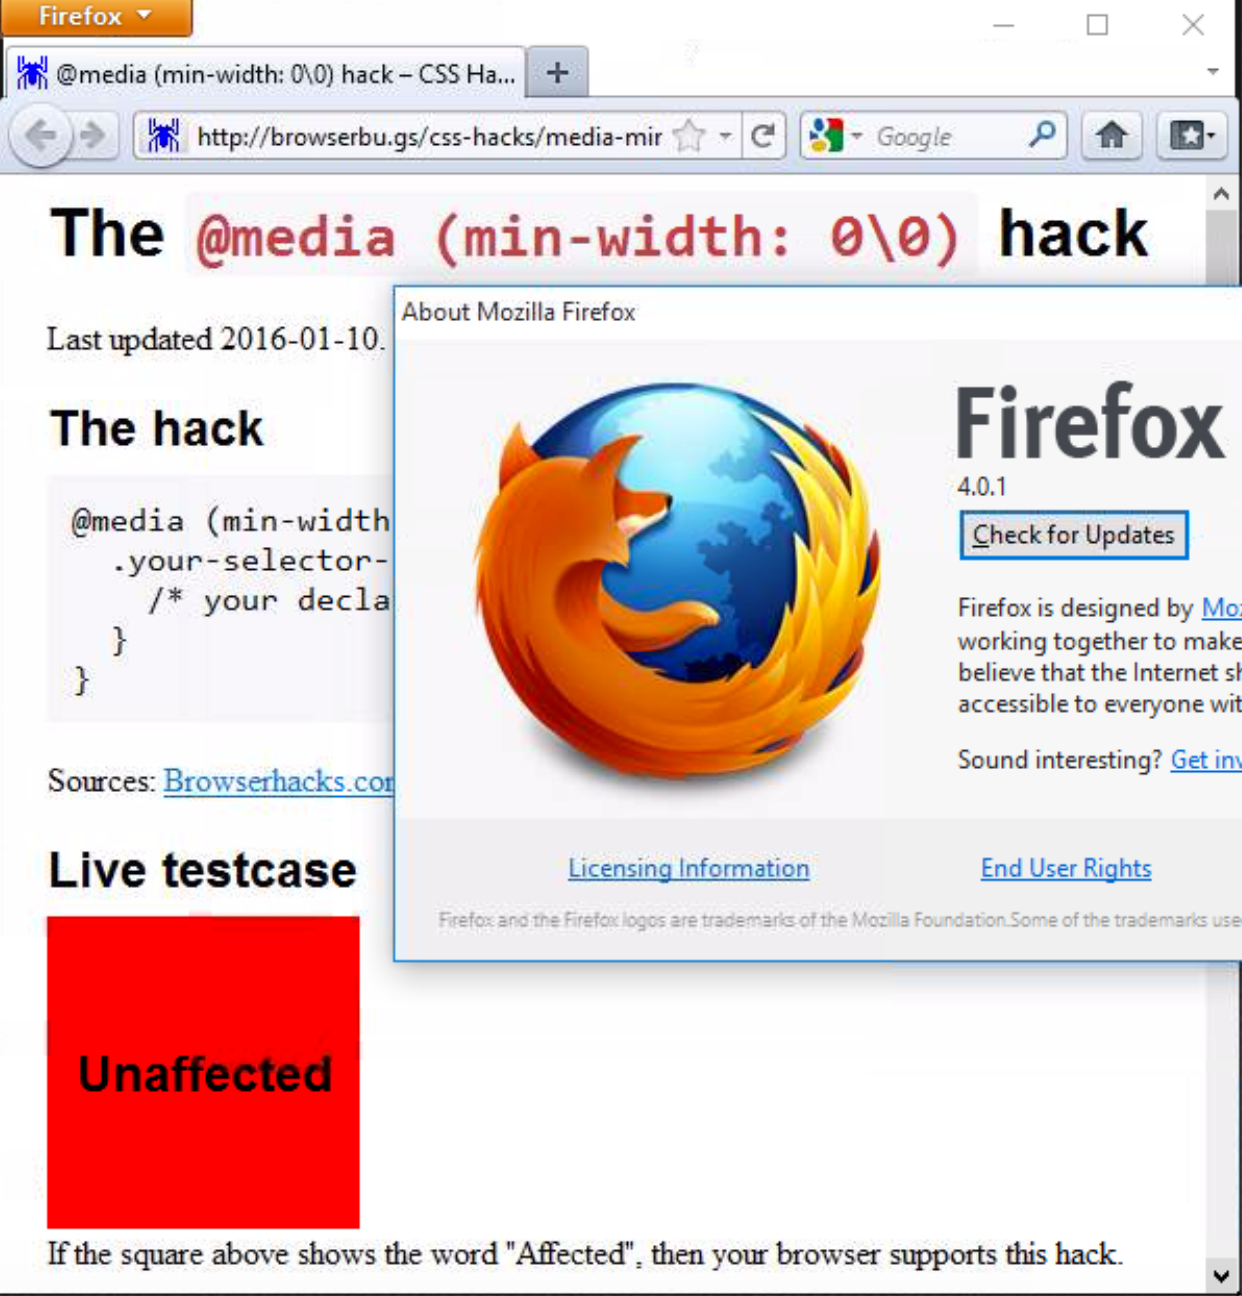 Firefox
@media (min-width: 0\0) hack – CSS Ha...
http://browserbu.gs/css-hacks/media-mir
Google
The @media (min-width: 0\0) hack
Last updated 2016-01-10.
The hack
@media (min-width
.your-selector-
/* your decla
}
}
Sources: Browserhacks.cor
Live testcase
Unaffected
If the square above shows the word "Affected", then your browser supports this hack.
About Mozilla Firefox
Firefox
4.0.1
Check for Updates
Firefox is designed by Moz
working together to make
believe that the Internet sh
accessible to everyone wit
Sound interesting? Get inv
Licensing Information
End User Rights
Firefox and the Firefox logos are trademarks of the Mozilla Foundation.Some of the trademarks use